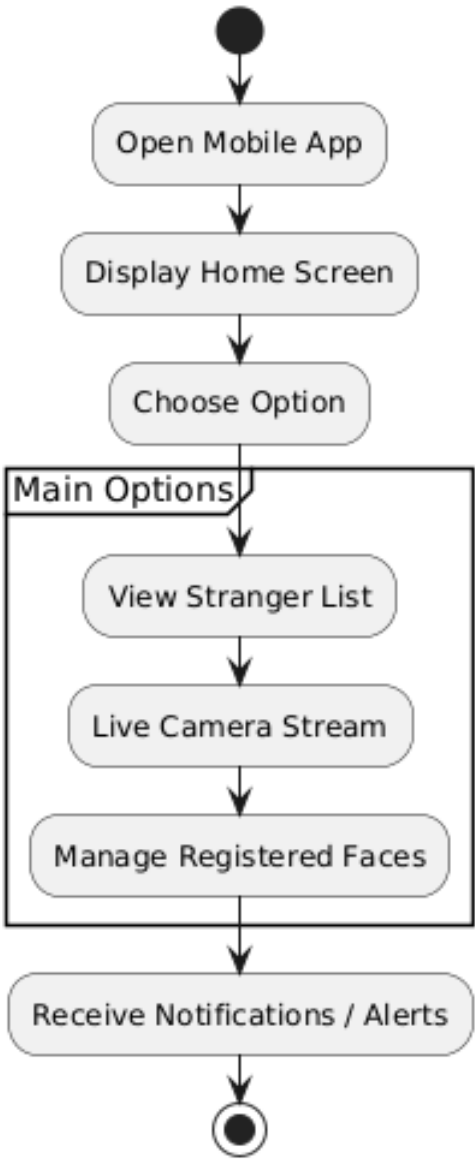 Open Mobile App
Display Home Screen
Choose Option
Main Options
View Stranger List
Live Camera Stream
Manage Registered Faces
Receive Notifications / Alerts